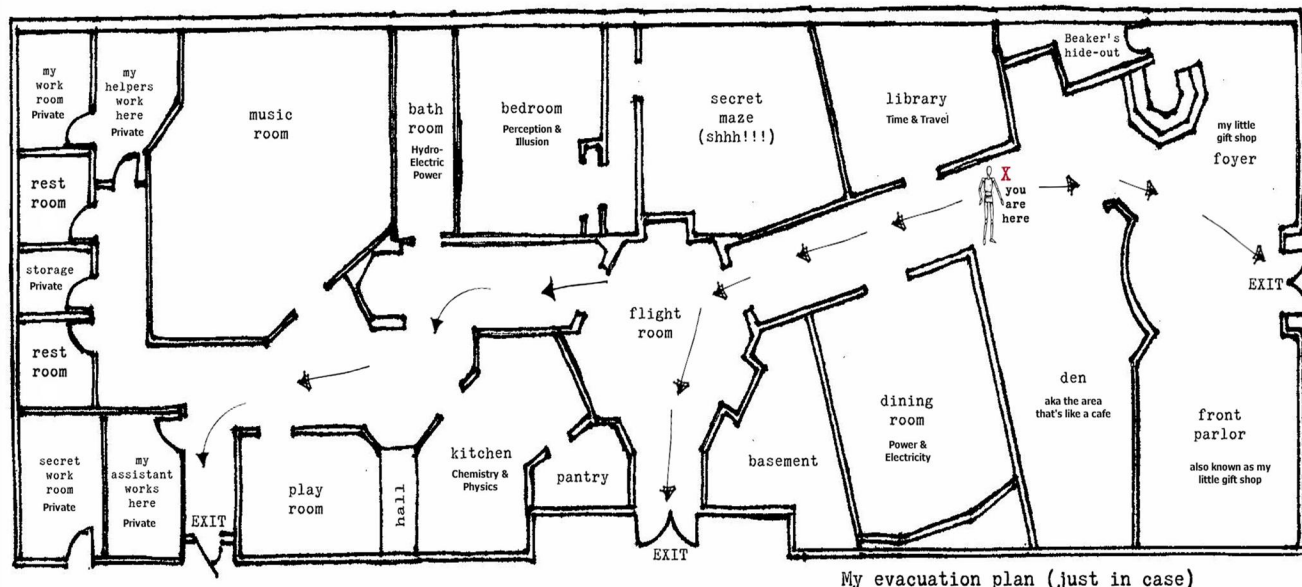 my
work
room
Private
my
helpers
work
here
Private
music
room
bath
room
Hydro-
Electric
Power
bedroom
Perception &
Illusion
secret
maze
(shhh!!!)
library
Time & Travel
Beaker's
hide-out
my little
gift shop
foyer
X
you
are
here
rest
room
storage
Private
rest
room
flight
room
EXIT
den
aka the area
that's like a cafe
dining
room
Power &
Electricity
front
parlor
also known as my
little gift shop
basement
kitchen
Chemistry &
Physics
pantry
hall
play
room
secret
work
room
Private
my
assistant
works
here
Private
EXIT
EXIT
My evacuation plan (just in case)